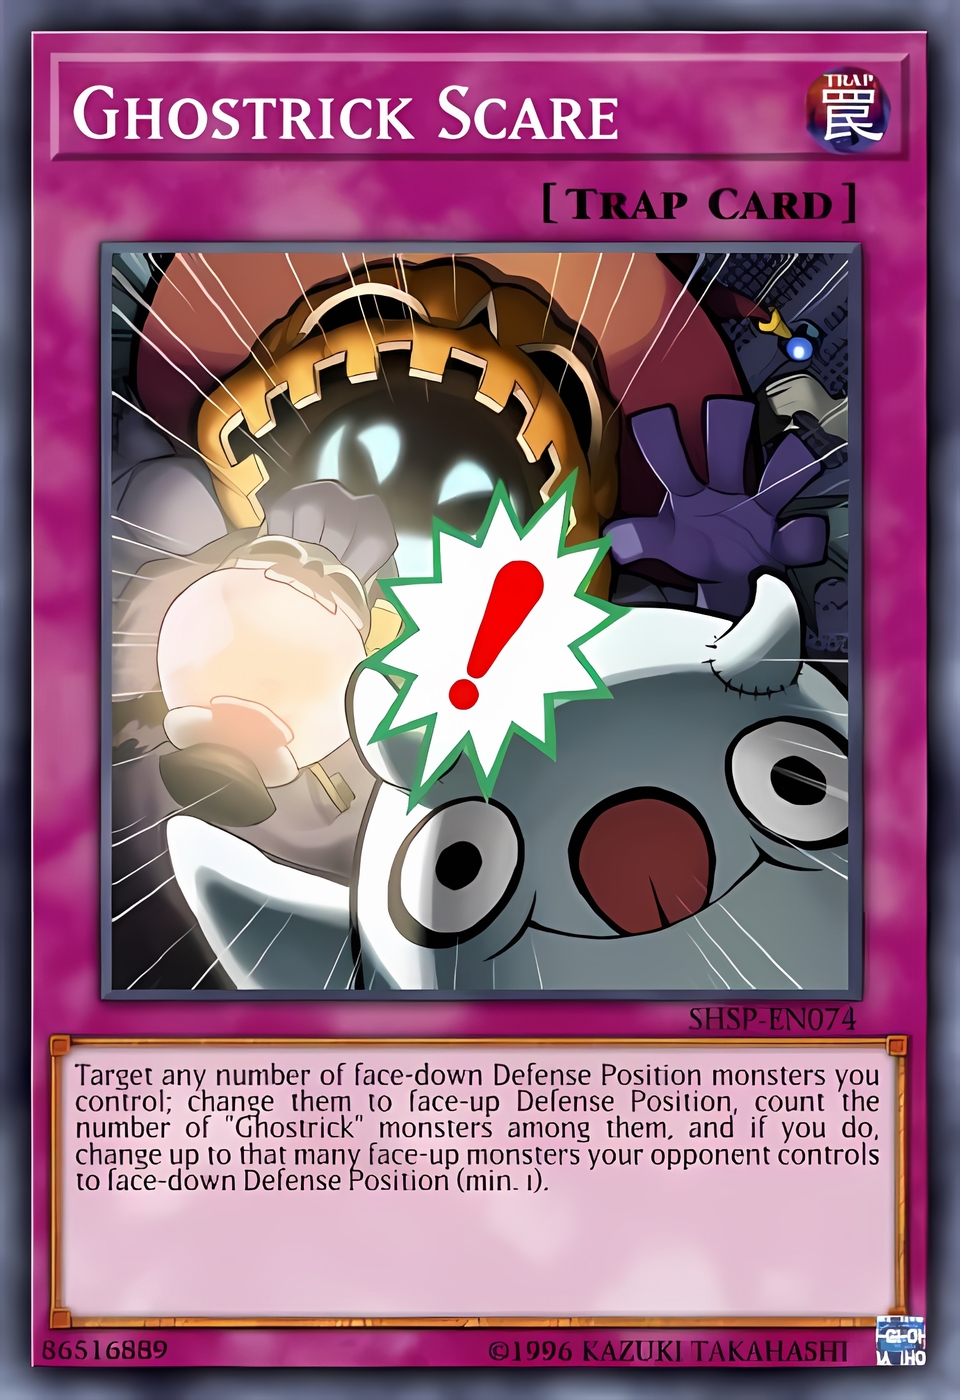 Ghostrick Scare
TRAP
罠
[Trap Card]
!
SHSP-EN074
Target any number of face-down Defense Position monsters you
control; change them to face-up Defense Position, count the
number of "Ghostrick" monsters among them, and if you do,
change up to that many face-up monsters your opponent controls
to face-down Defense Position (min. 1).
86516889
©1996 KAZUKI TAKAHASHI